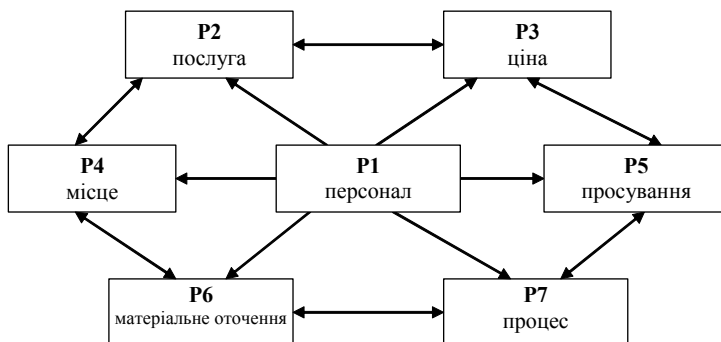 P2
послуга
P3
ціна
P4
місце
P1
персонал
P5
просування
P6
матеріальне оточення
P7
процес